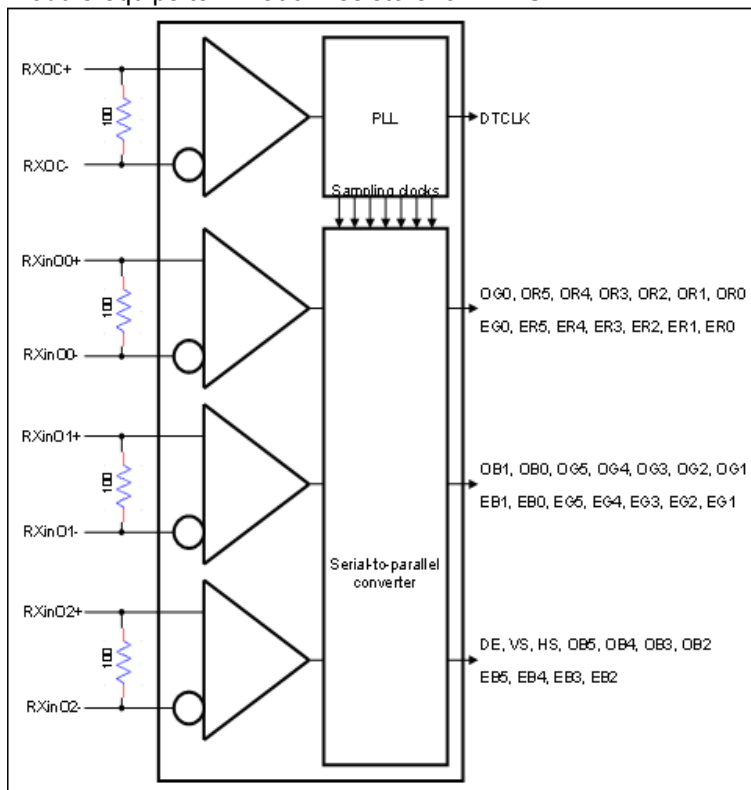 RXOC+
100
RXOC-
PLL
DTCLK
Sampling clocks
RXinO0+
100
RXinO0-
OG0, OR5, OR4, OR3, OR2, OR1, OR0
EG0, ER5, ER4, ER3, ER2, ER1, ER0
RXinO1+
100
RXinO1-
OB1, OB0, OG5, OG4, OG3, OG2, OG1
EB1, EB0, EG5, EG4, EG3, EG2, EG1
Serial-to-parallel
converter
RXinO2+
100
RXinO2-
DE, VS, HS, OB5, OB4, OB3, OB2
EB5, EB4, EB3, EB2